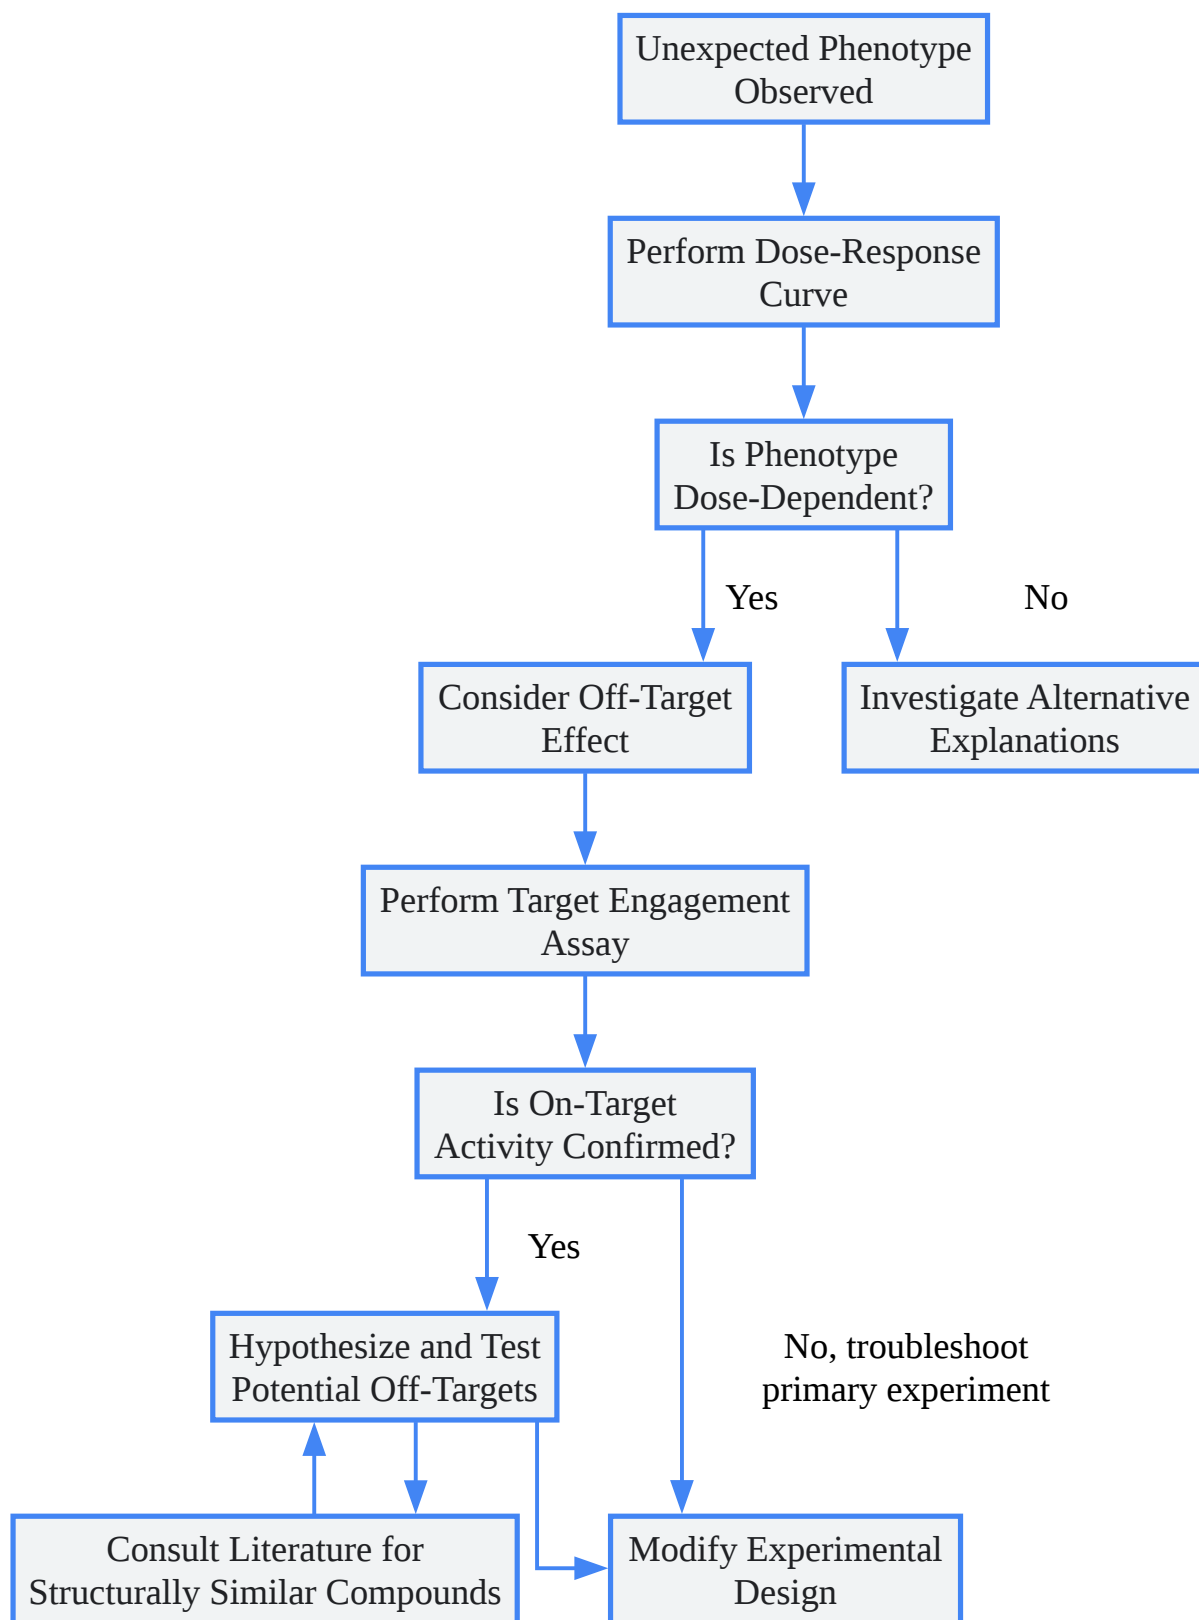 Unexpected Phenotype
Observed
Perform Dose-Response
Curve
Is Phenotype
Dose-Dependent?
Yes
No
Consider Off-Target
Effect
Investigate Alternative
Explanations
Perform Target Engagement
Assay
Is On-Target
Activity Confirmed?
Yes
Hypothesize and Test
Potential Off-Targets
No, troubleshoot
primary experiment
Consult Literature for
Structurally Similar Compounds
Modify Experimental
Design